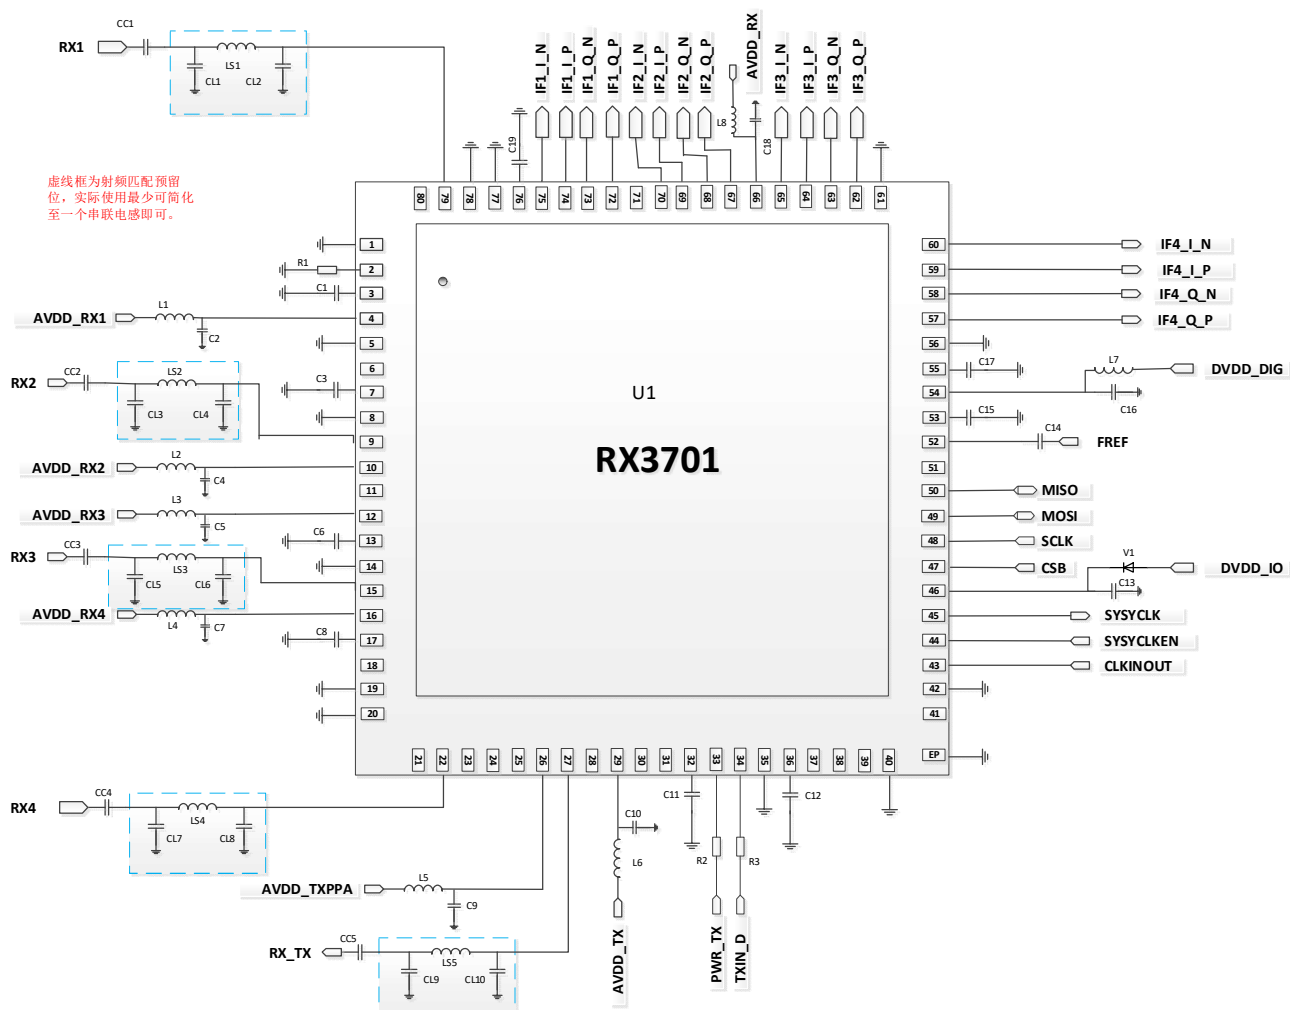 CC1
RX1
LS1
CL1
CL2
虚线框为射频匹配预留
位，实际使用最少可简化
至一个串联电感即可。
C19
IF1_I_N
IF1_I_P
IF1_Q_N
IF1_Q_P
IF2_I_N
IF2_I_P
IF2_Q_N
IF2_Q_P
L8
AVDD_RX
C18
IF3_I_N
IF3_I_P
IF3_Q_N
IF3_Q_P
80
79
78
77
76
75
74
73
72
71
70
69
68
67
66
65
64
63
62
61
1
R1
2
C1
3
L1
AVDD_RX1
C2
4
5
6
CC2
RX2
LS2
CL3
CL4
C3
7
8
9
L2
AVDD_RX2
C4
10
11
L3
AVDD_RX3
C5
12
C6
13
CC3
RX3
LS3
CL5
CL6
14
15
AVDD_RX4
L4
C7
16
C8
17
18
19
20
U1
RX3701
60
IF4_I_N
59
IF4_I_P
58
IF4_Q_N
57
IF4_Q_P
56
55
C17
L7
DVDD_DIG
54
C16
53
C15
52
C14
FREF
51
50
MISO
49
MOSI
48
SCLK
47
CSB
V1
DVDD_IO
46
C13
45
SYSYCLK
44
SYSYCLKEN
43
CLKINOUT
42
41
EP
21
22
23
24
25
26
27
28
29
30
31
32
33
34
35
36
37
38
39
40
CC4
RX4
LS4
CL7
CL8
C10
L6
AVDD_TX
C11
R2
PWR_TX
R3
TXIN_D
C12
AVDD_TXPPA
L5
C9
CC5
RX_TX
LS5
CL9
CL10